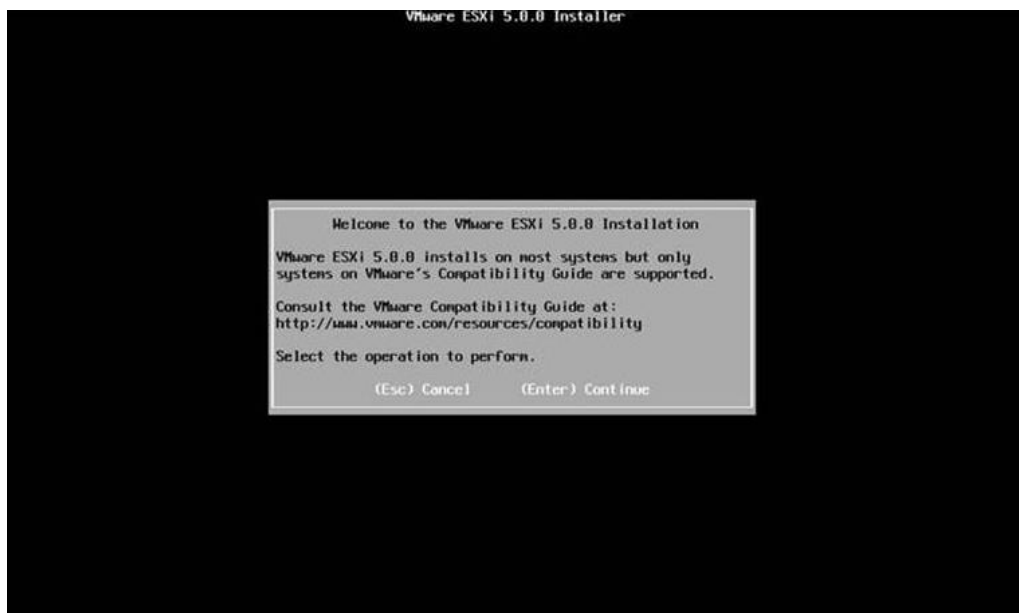 VMware ESXi 5.0.0 Installer
Welcome to the VMware ESXi 5.0.0 Installation
VMware ESXi 5.0.0 installs on most systems but only
systems on VMware's Compatibility Guide are supported.
Consult the VMware Compatibility Guide at:
http://www.vmware.com/resources/compatibility
Select the operation to perform.
(Esc) Cancel (Enter) Continue